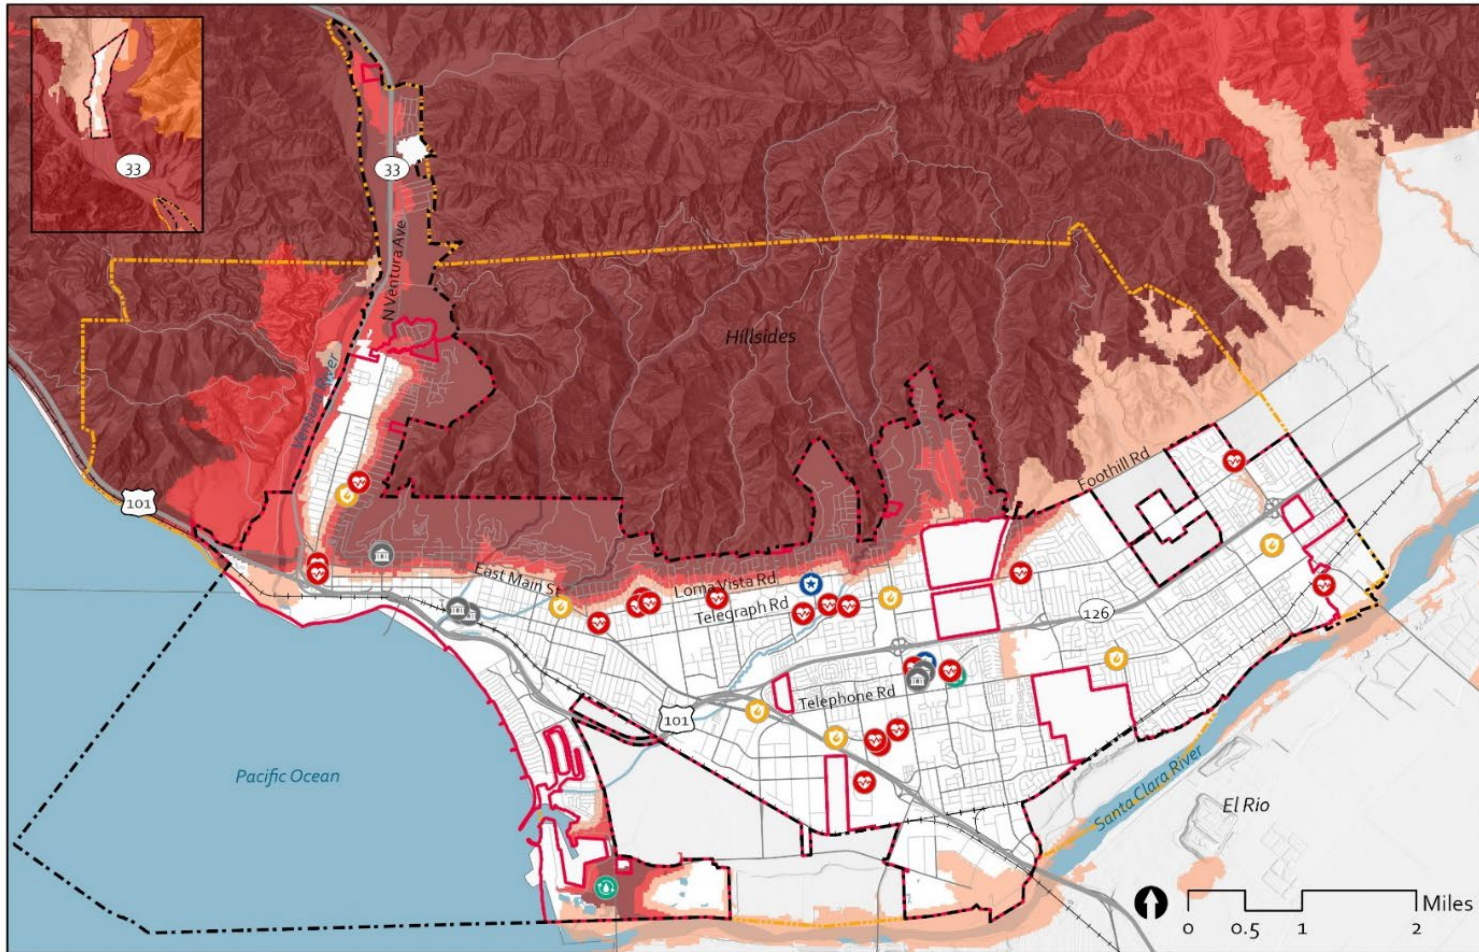 33
33
N Ventura Ave
Hillsides
Ventura River
101
Foothill Rd
East Main St
Loma Vista Rd
Telegraph Rd
126
Telephone Rd
101
Pacific Ocean
Santa Clara River
El Rio
Miles
0 0.5 1 2